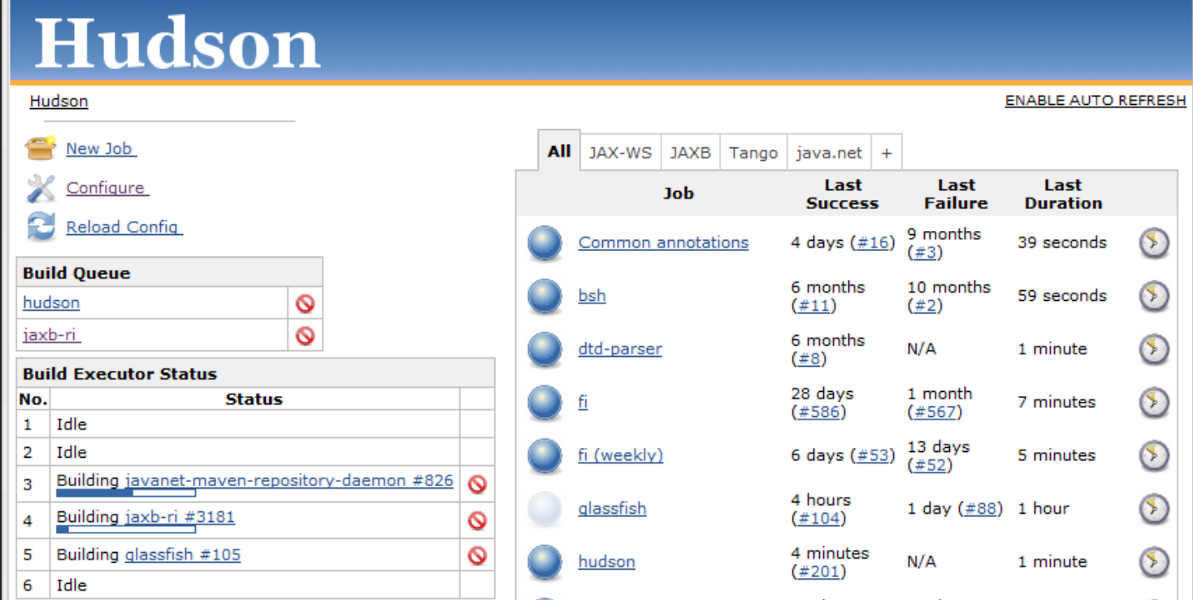 Hudson
Hudson
ENABLE AUTO REFRESH
New Job
Configure
Reload Config
Build Queue
hudson
jaxb-ri
Build Executor Status
No. Status
1 Idle
2 Idle
3 Building javanet-maven-repository-daemon #826
4 Building jaxb-ri #3181
5 Building glassfish #105
6 Idle
All JAX-WS JAXB Tango java.net +
Job Last Success Last Failure Last Duration
Common annotations 4 days (#16) 9 months (#3) 39 seconds
bsh 6 months (#11) 10 months (#2) 59 seconds
dtd-parser 6 months (#8) N/A 1 minute
fi 28 days (#586) 1 month (#567) 7 minutes
fi (weekly) 6 days (#53) 13 days (#52) 5 minutes
glassfish 4 hours (#104) 1 day (#88) 1 hour
hudson 4 minutes (#201) N/A 1 minute